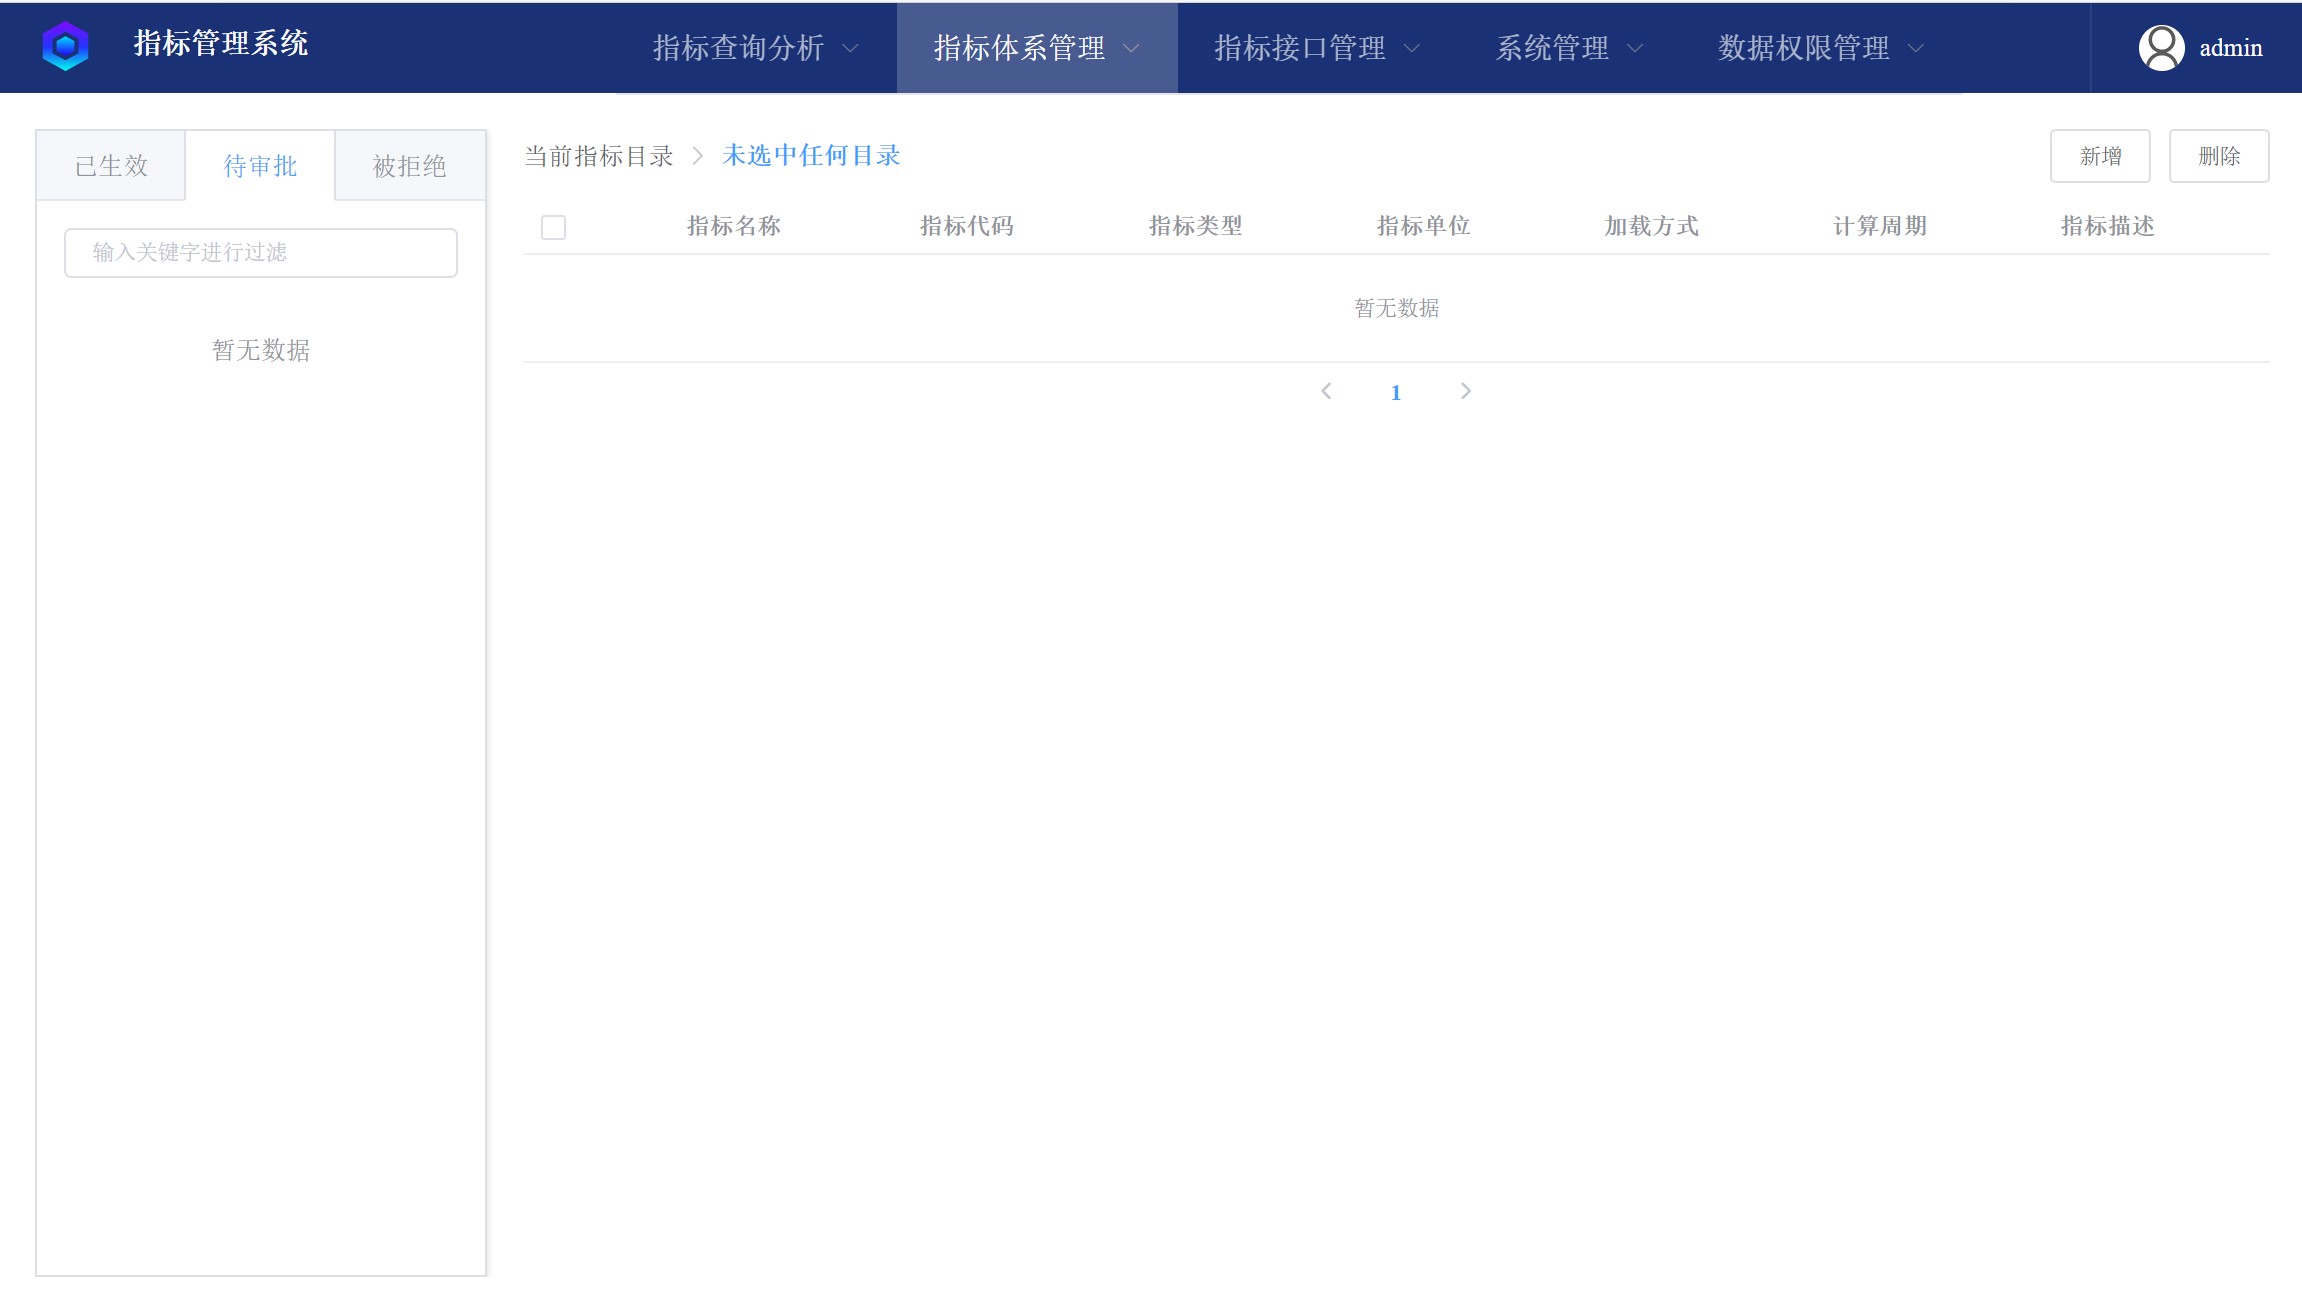 指标管理系统
指标查询分析 指标体系管理 指标接口管理 系统管理 数据权限管理 admin
已生效 待审批 被拒绝
输入关键字进行过滤
暂无数据
当前指标目录 未选中任何目录 新增 删除
指标名称 指标代码 指标类型 指标单位 加载方式 计算周期 指标描述
暂无数据
1